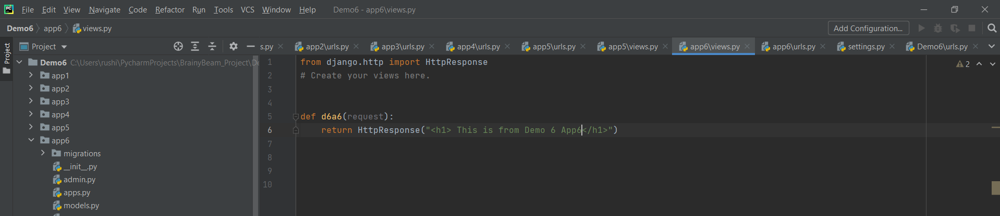 PC File Edit View Navigate Code Refactor Run Tools VCS Window Help Demo6 - app6\views.py
Demo6 app6 views.py Add Configuration...
Project
Project s.py app2\urls.py app3\urls.py app4\urls.py app5\urls.py app5\views.py app6\views.py app6\urls.py settings.py Demo6\urls.py
Demo6 C:\Users\rushi\PycharmProjects\BrainyBeam_Project\De
app1
app2
app3
app4
app5
app6
migrations
__init__.py
admin.py
apps.py
models.py
1 from django.http import HttpResponse
2 # Create your views here.
3
4
5 def d6a6(request):
6 return HttpResponse("<h1> This is from Demo 6 App6</h1>")
7
8
9
10
2